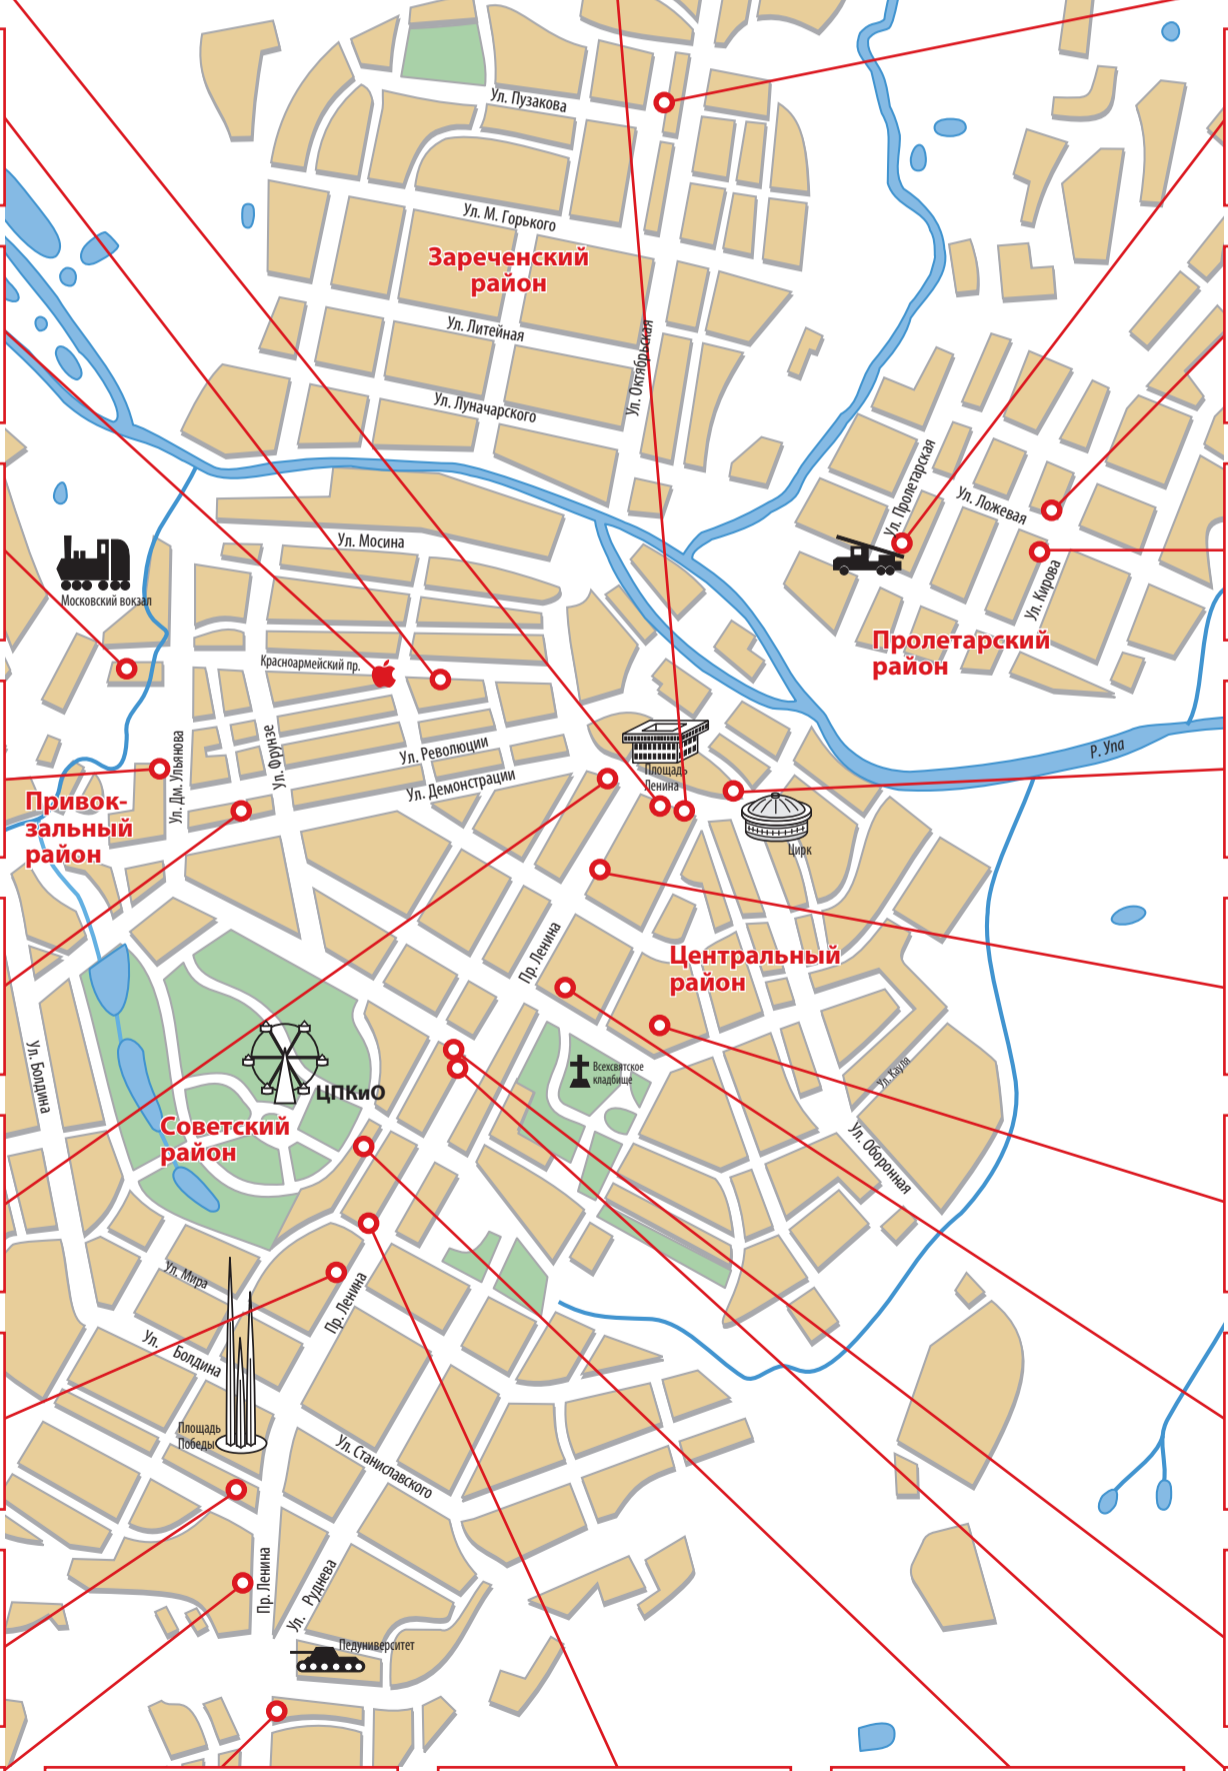 Ул. Пузакова
Ул. М. Горького
Зареченский
район
Ул. Литейная
Ул. Октябрьская
Ул. Луначарского
Ул. Пролетарская
Ул. Ложевая
Ул. Мосина
Московский вокзал
Ул. Кирова
Пролетарский
район
Красноармейский пр.
Ул. Дм. Ульянова
Ул. Фрунзе
Ул. Революции
Ул. Демонстрации
Площадь
Ленина
Р. Упа
Цирк
Привок-
зальный
район
Пр. Ленина
Центральный
район
Ул. Болдина
Всехсвятское
кладбище
Ул. Кауля
ЦПКиО
Советский
район
Ул. Оборонная
Ул. Мира
Пр. Ленина
Ул. Болдина
Площадь
Победы
Ул. Станиславского
Пр. Ленина
Ул. Руднева
Педуниверситет